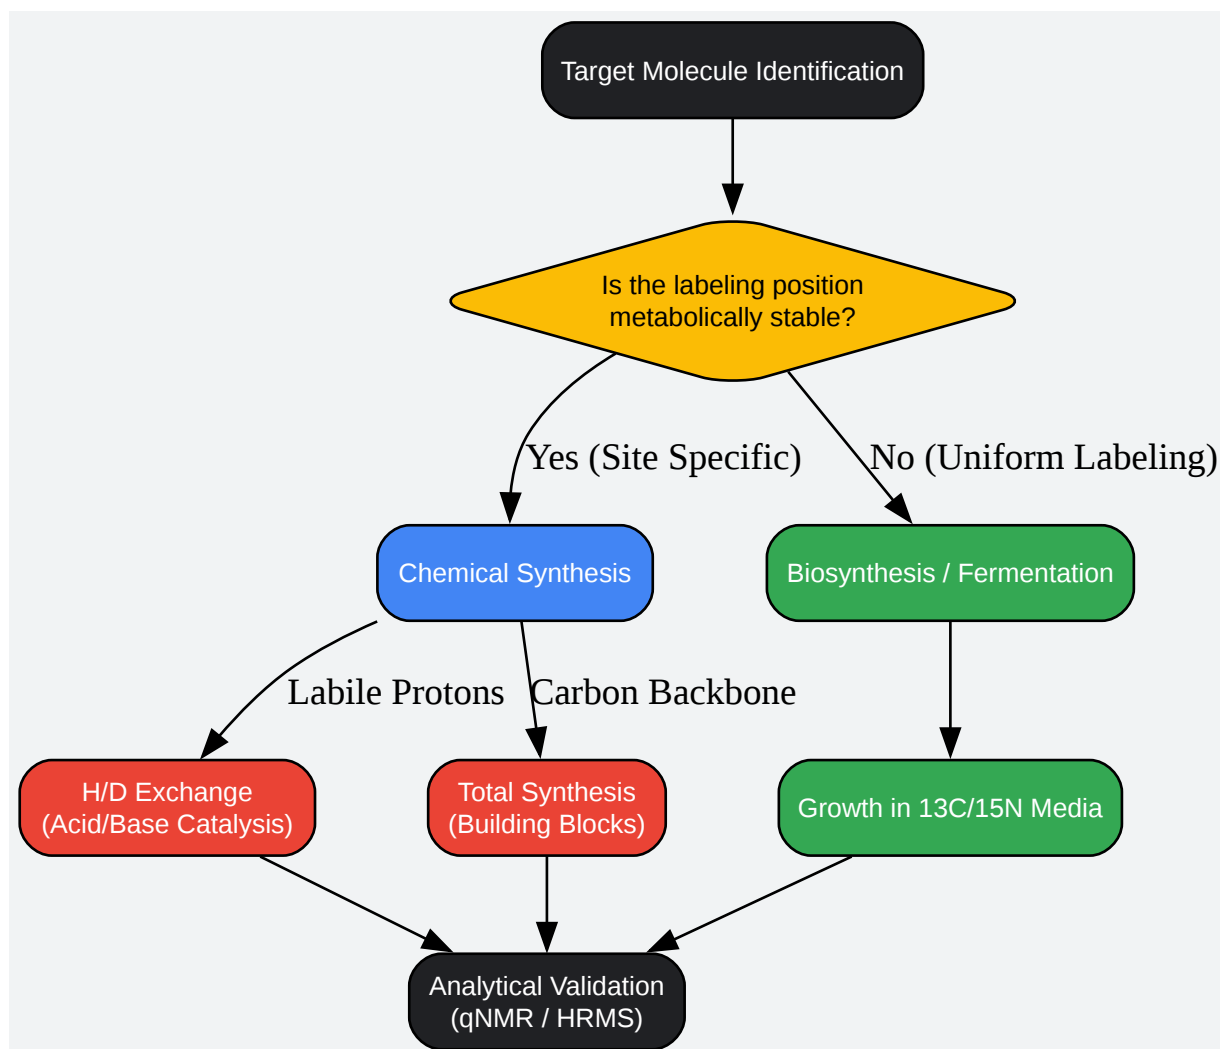 Target Molecule Identification
Is the labeling position
metabolically stable?
Yes (Site Specific)
No (Uniform Labeling)
Chemical Synthesis
Biosynthesis / Fermentation
Labile Protons
Carbon Backbone
H/D Exchange
(Acid/Base Catalysis)
Total Synthesis
(Building Blocks)
Growth in 13C/15N Media
Analytical Validation
(qNMR / HRMS)